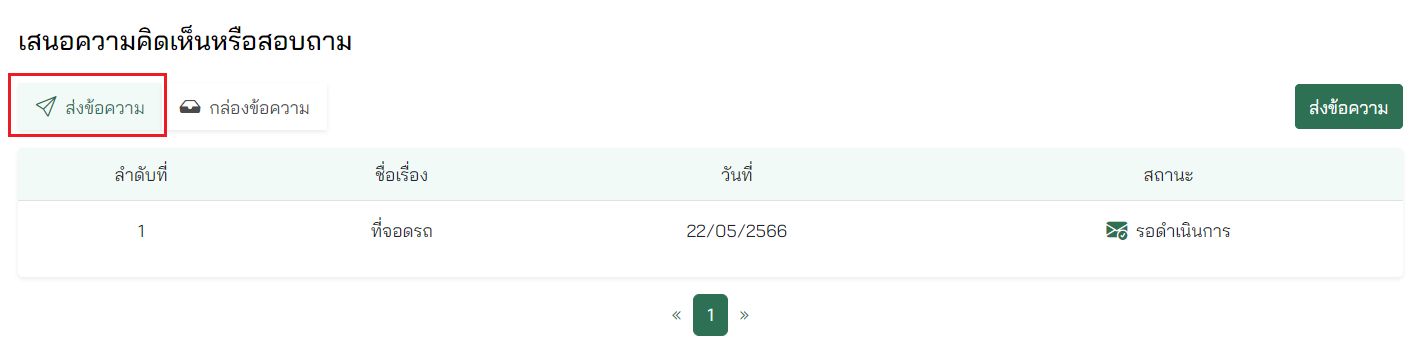 เสนอความคิดเห็นหรือสอบถาม
ส่งข้อความ กล่องข้อความ ส่งข้อความ
ลำดับที่ ชื่อเรื่อง วันที่ สถานะ
1 ที่จอดรถ 22/05/2566 รอดำเนินการ
« 1 »